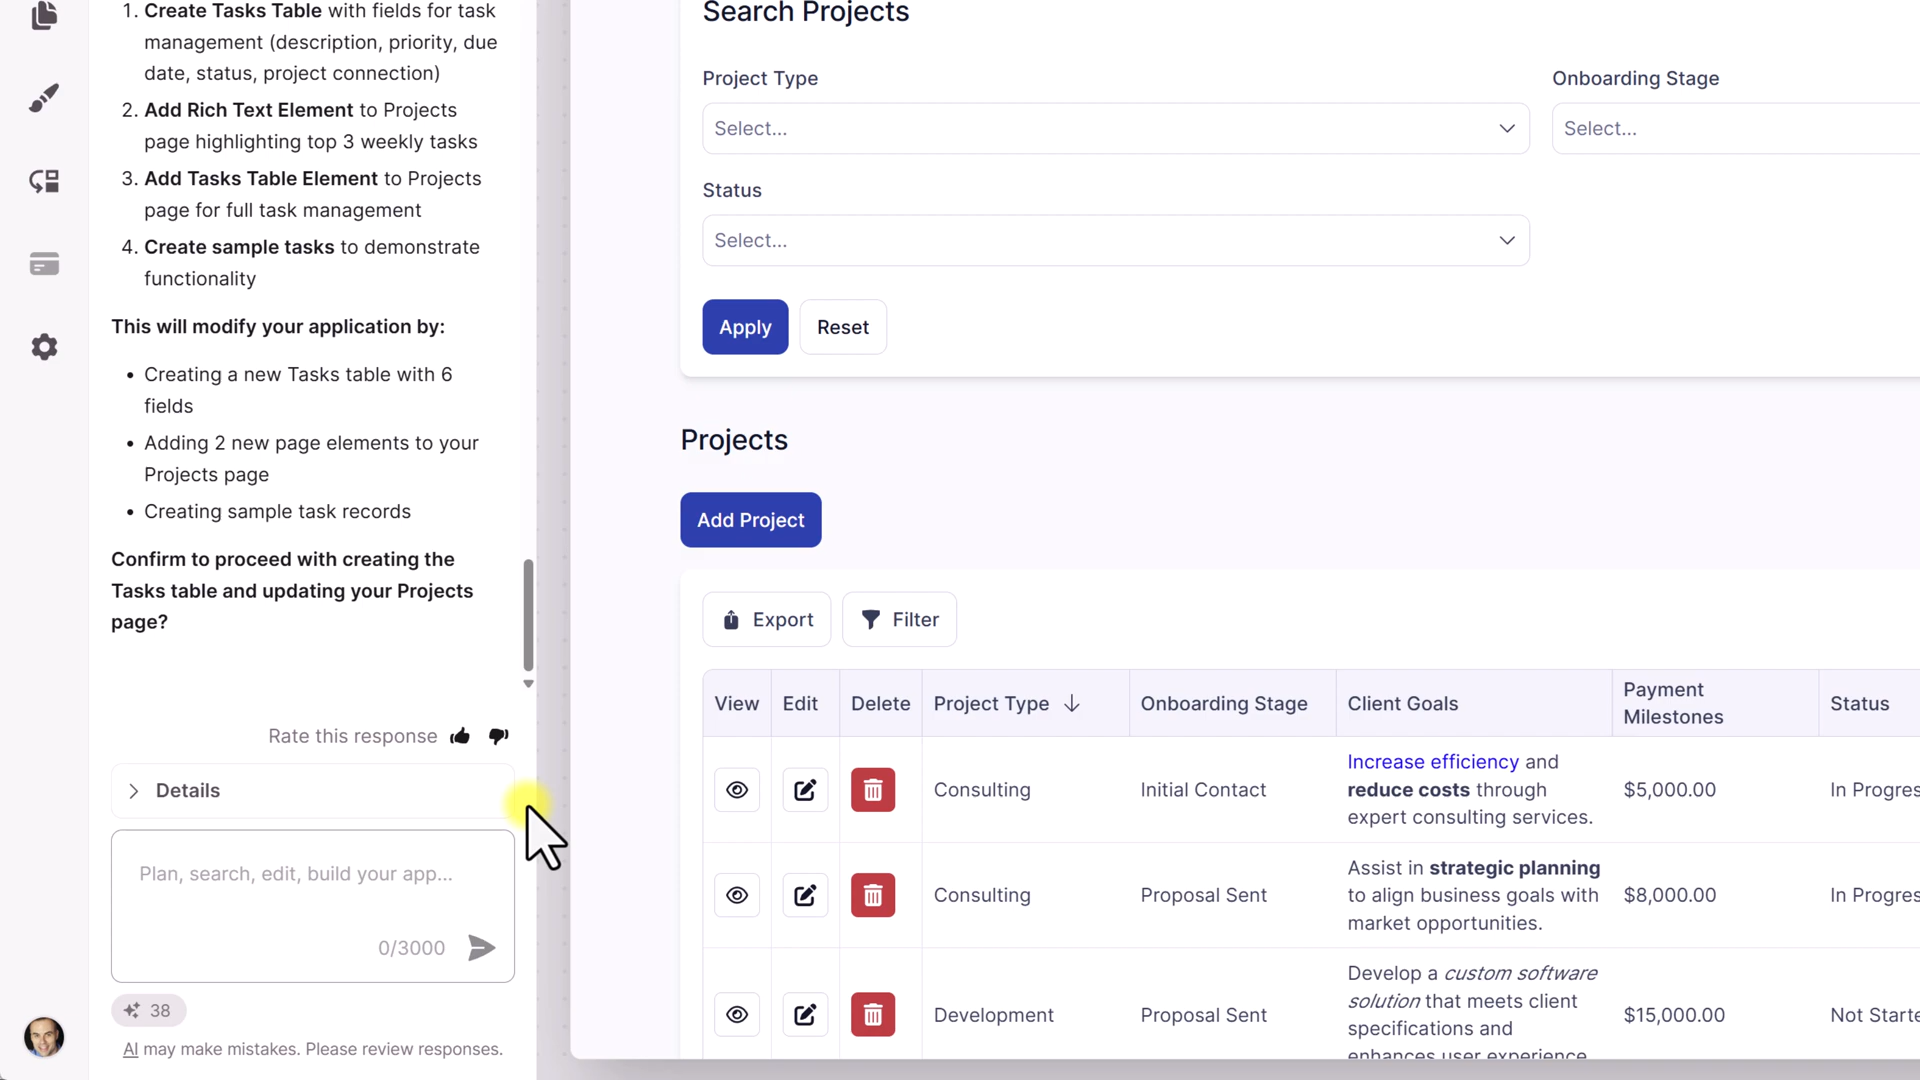 1. Create Tasks Table with fields for task
management (description, priority, due
date, status, project connection)
2. Add Rich Text Element to Projects
page highlighting top 3 weekly tasks
3. Add Tasks Table Element to Projects
page for full task management
4. Create sample tasks to demonstrate
functionality
This will modify your application by:
• Creating a new Tasks table with 6
fields
• Adding 2 new page elements to your
Projects page
• Creating sample task records
Confirm to proceed with creating the
Tasks table and updating your Projects
page?
Rate this response
Details
Plan, search, edit, build your app...
0/3000
38
AI may make mistakes. Please review responses.
Search Projects
Project Type
Onboarding Stage
Select...
Select...
Status
Select...
Apply
Reset
Projects
Add Project
Export
Filter
View
Edit
Delete
Project Type
Onboarding Stage
Client Goals
Payment
Milestones
Status
Consulting
Initial Contact
Increase efficiency and
reduce costs through
expert consulting services.
$5,000.00
In Progres
Consulting
Proposal Sent
Assist in strategic planning
to align business goals with
market opportunities.
$8,000.00
In Progres
Development
Proposal Sent
Develop a custom software
solution that meets client
specifications and
enhances user experience
$15,000.00
Not Starte